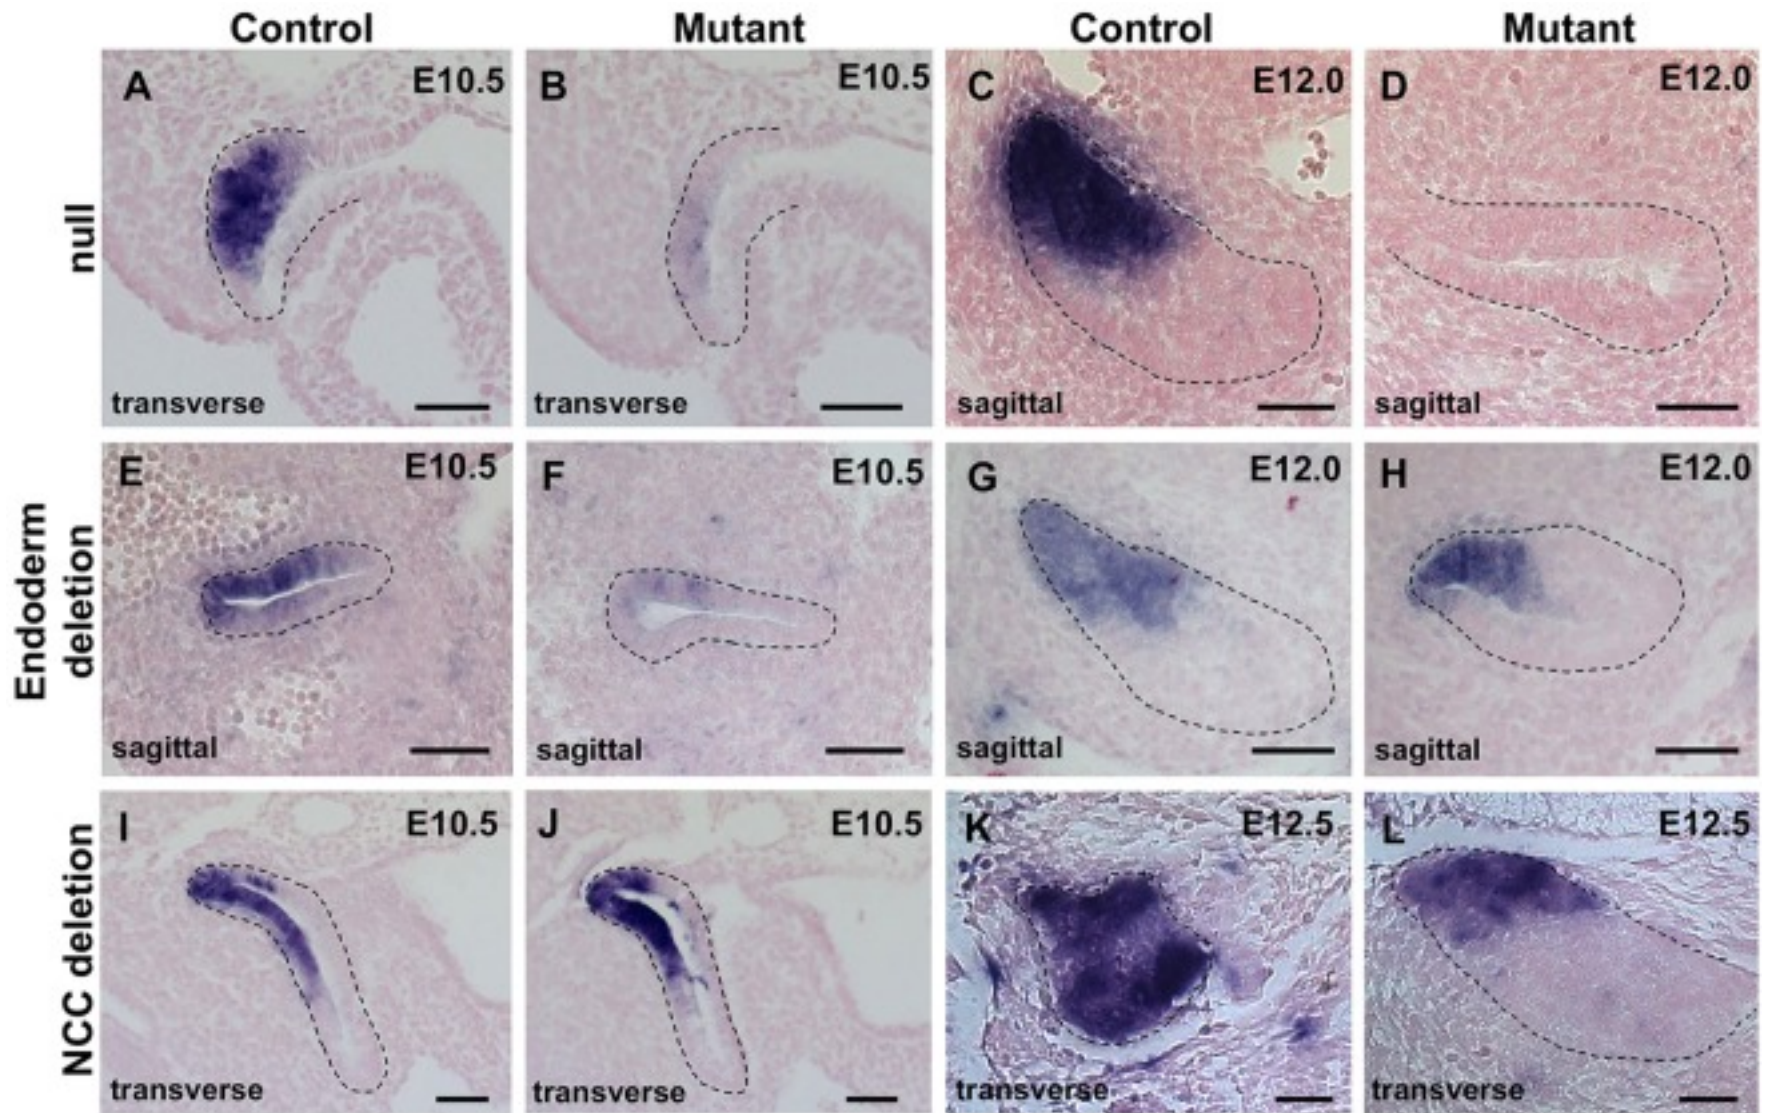 Control
Mutant
Control
Mutant
null
A
E10.5
transverse
B
E10.5
transverse
C
E12.0
sagittal
D
E12.0
sagittal
Endoderm
deletion
E
E10.5
sagittal
F
E10.5
sagittal
G
E12.0
sagittal
H
E12.0
sagittal
NCC deletion
I
E10.5
transverse
J
E10.5
transverse
K
E12.5
transverse
L
E12.5
transverse